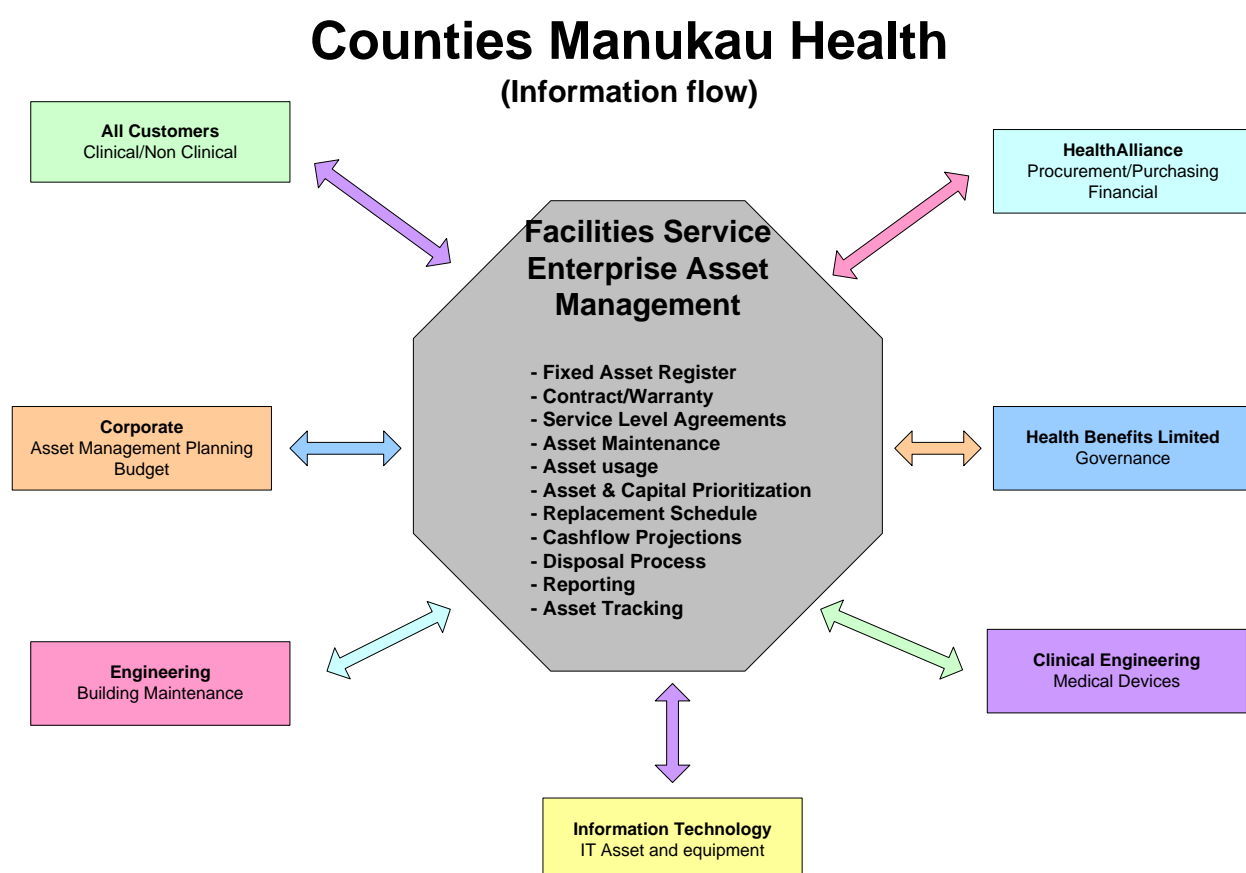 Counties Manukau Health
(Information flow)
All Customers
Clinical/Non Clinical
HealthAlliance
Procurement/Purchasing
Financial
Facilities Service
Enterprise Asset
Management
- Fixed Asset Register
- Contract/Warranty
- Service Level Agreements
- Asset Maintenance
- Asset usage
- Asset & Capital Prioritization
- Replacement Schedule
- Cashflow Projections
- Disposal Process
- Reporting
- Asset Tracking
Corporate
Asset Management Planning
Budget
Health Benefits Limited
Governance
Engineering
Building Maintenance
Clinical Engineering
Medical Devices
Information Technology
IT Asset and equipment